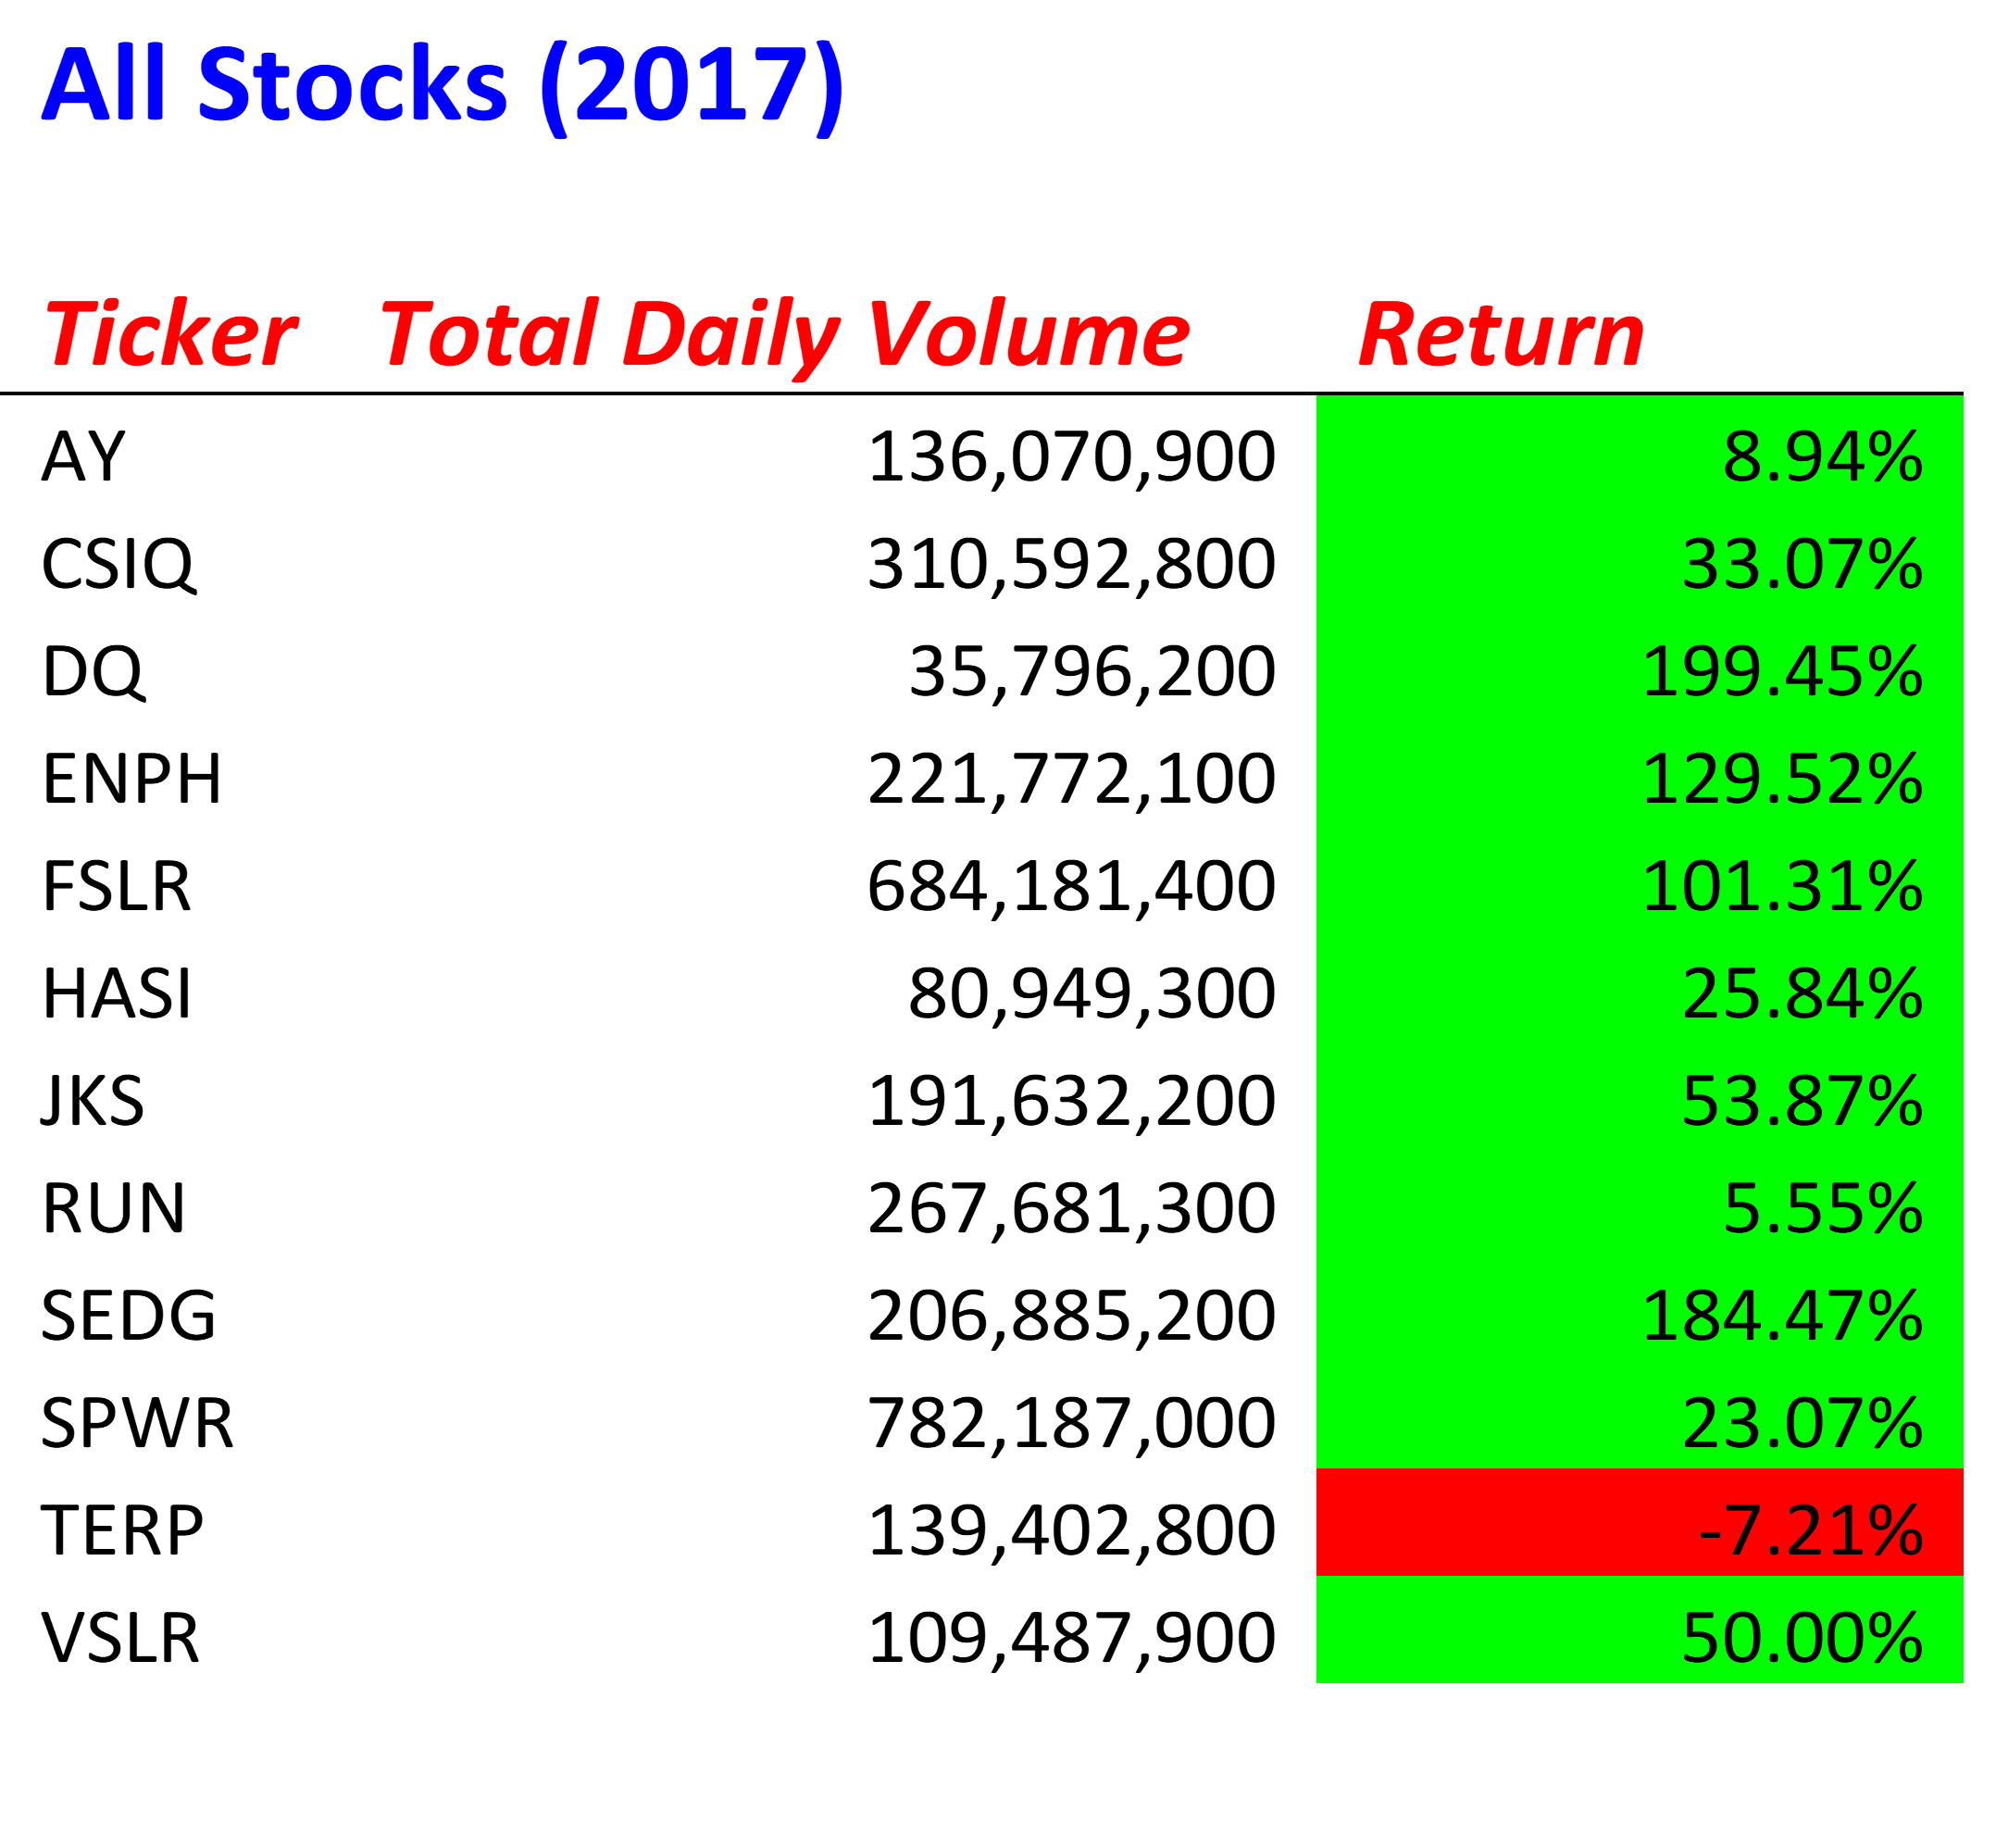 All Stocks (2017)
Ticker Total Daily Volume Return
AY 136,070,900 8.94%
CSIQ 310,592,800 33.07%
DQ 35,796,200 199.45%
ENPH 221,772,100 129.52%
FSLR 684,181,400 101.31%
HASI 80,949,300 25.84%
JKS 191,632,200 53.87%
RUN 267,681,300 5.55%
SEDG 206,885,200 184.47%
SPWR 782,187,000 23.07%
TERP 139,402,800 -7.21%
VSLR 109,487,900 50.00%